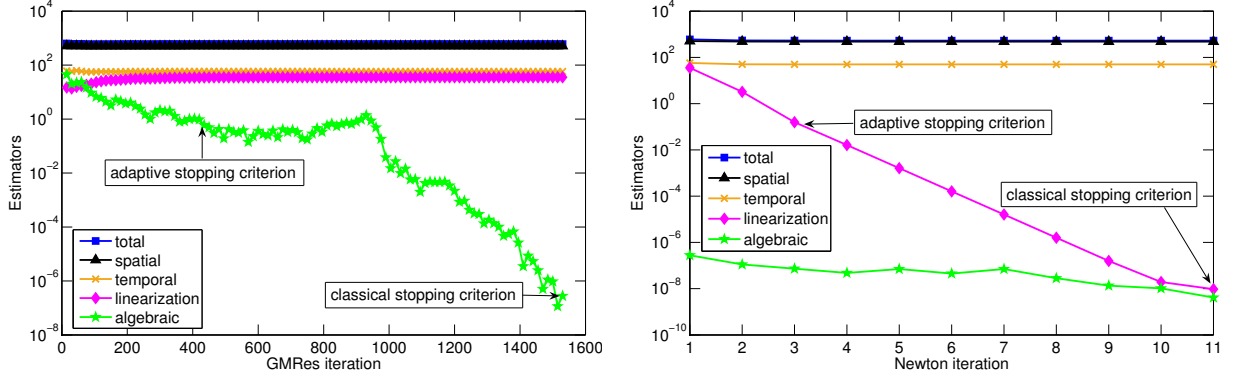 10^4
10^2
10^0
10^−2
10^−4
10^−6
10^−8
Estimators
adaptive stopping criterion
total
spatial
temporal
linearization
algebraic
classical stopping criterion
0 200 400 600 800 1000 1200 1400 1600
GMRes iteration
10^4
10^2
10^0
10^−2
10^−4
10^−6
10^−8
10^−10
Estimators
adaptive stopping criterion
total
spatial
temporal
linearization
algebraic
classical stopping criterion
1 2 3 4 5 6 7 8 9 10 11
Newton iteration